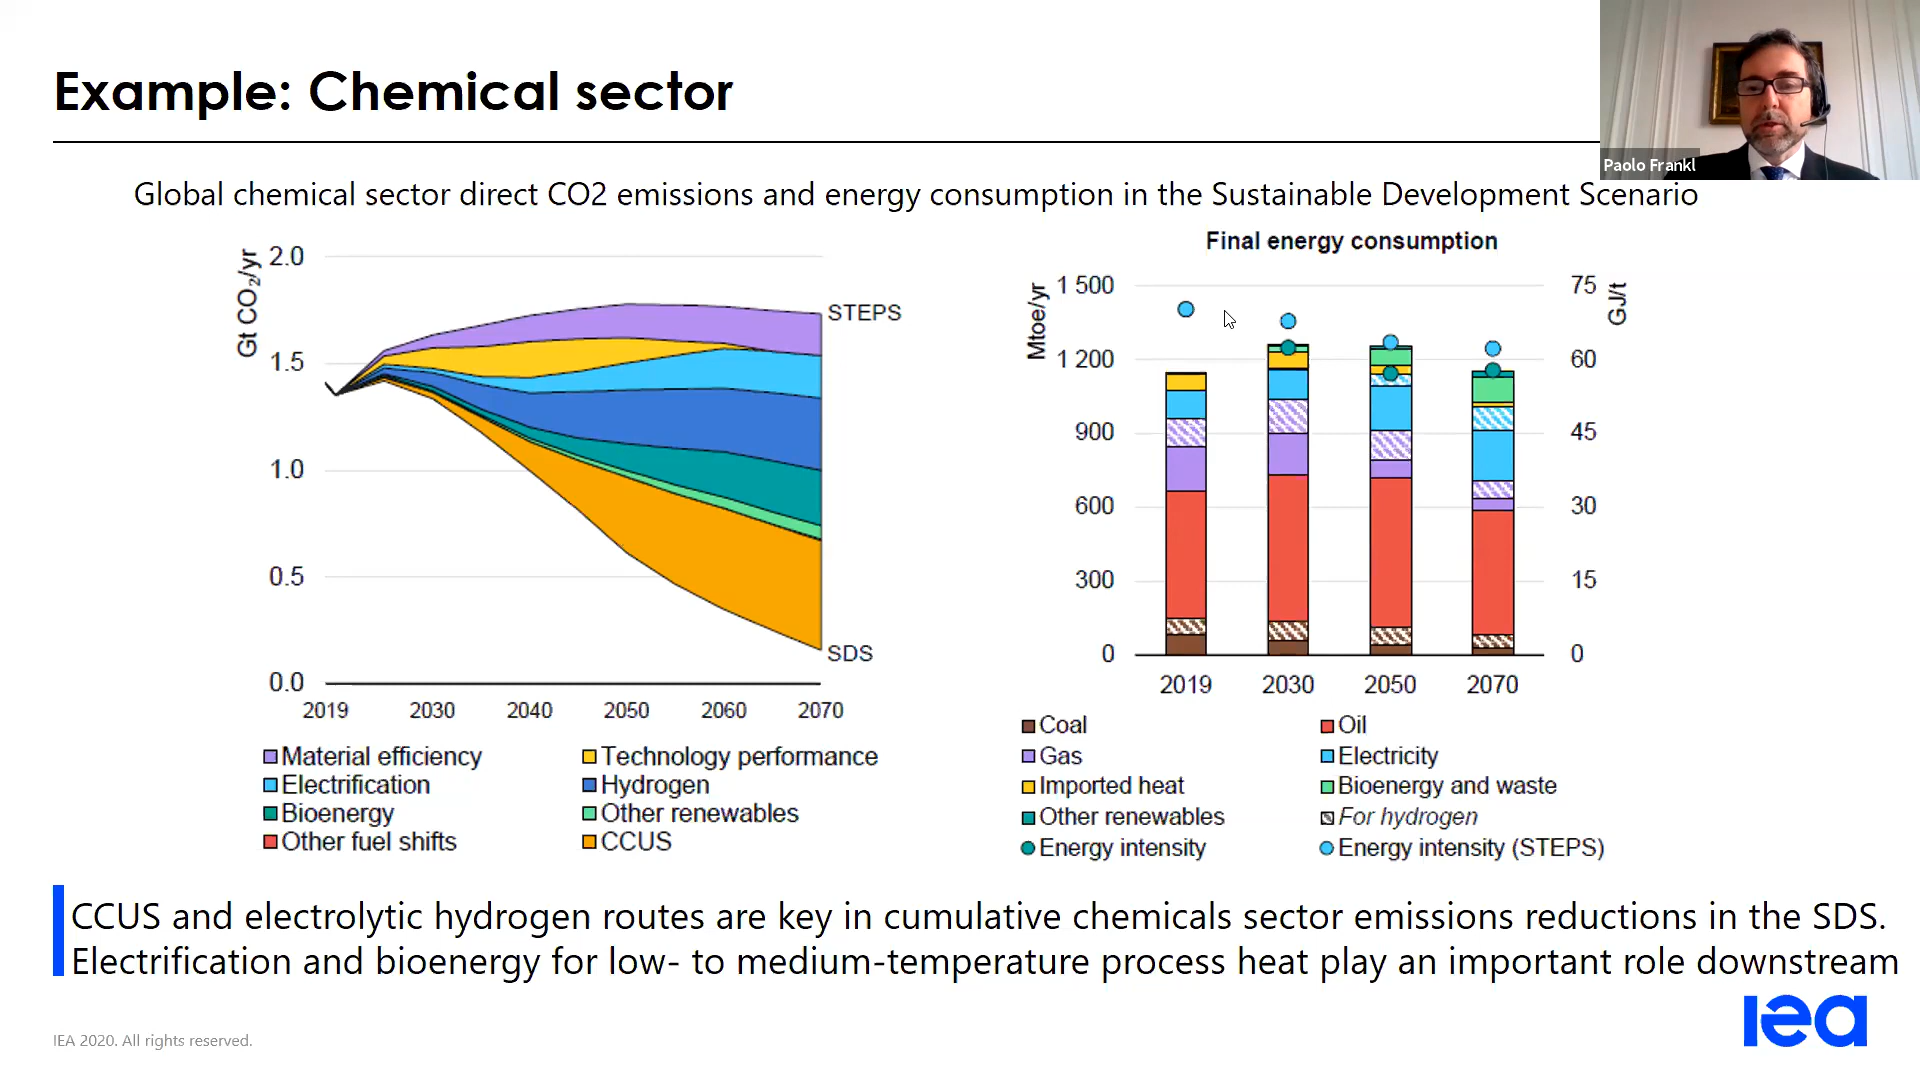 Example: Chemical sector
Paolo Frankl
Global chemical sector direct CO2 emissions and energy consumption in the Sustainable Development Scenario
Gt CO₂/yr
2.0
1.5
1.0
0.5
0.0
STEPS
SDS
2019 2030 2040 2050 2060 2070
Material efficiency Technology performance
Electrification Hydrogen
Bioenergy Other renewables
Other fuel shifts CCUS
Final energy consumption
Mtoe/yr
GJ/t
1 500 75
1 200 60
900 45
600 30
300 15
0 0
2019 2030 2050 2070
Coal Oil
Gas Electricity
Imported heat Bioenergy and waste
Other renewables For hydrogen
Energy intensity Energy intensity (STEPS)
CCUS and electrolytic hydrogen routes are key in cumulative chemicals sector emissions reductions in the SDS.
Electrification and bioenergy for low- to medium-temperature process heat play an important role downstream
IEA 2020. All rights reserved.
iea